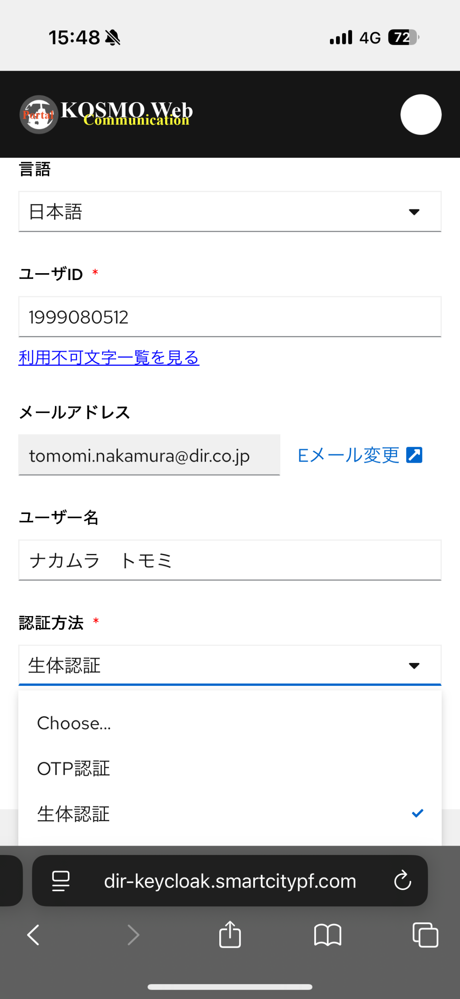 15:48
4G 72
Portal KOSMO Web
Communication
言語
日本語
ユーザID *
1999080512
利用不可文字一覧を見る
メールアドレス
tomomi.nakamura@dir.co.jp
Eメール変更
ユーザー名
ナカムラ　トモミ
認証方法 *
生体認証
Choose...
OTP認証
生体認証
dir-keycloak.smartcitypf.com